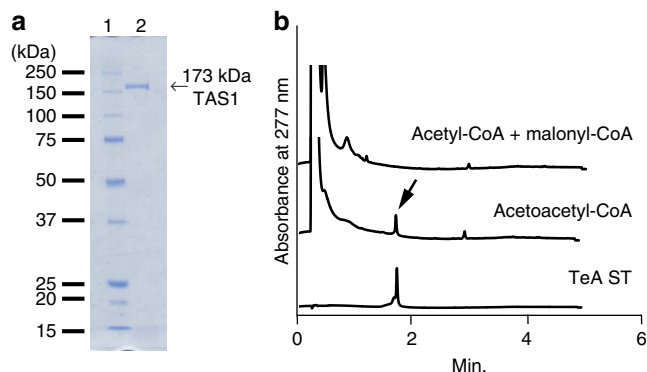 a
1 2
(kDa)
250
150
100
75
50
37
25
20
15
←173 kDa
TAS1
b
Absorbance at 277 nm
Acetyl-CoA + malonyl-CoA
Acetoacetyl-CoA
TeA ST
0 2 4 6
Min.